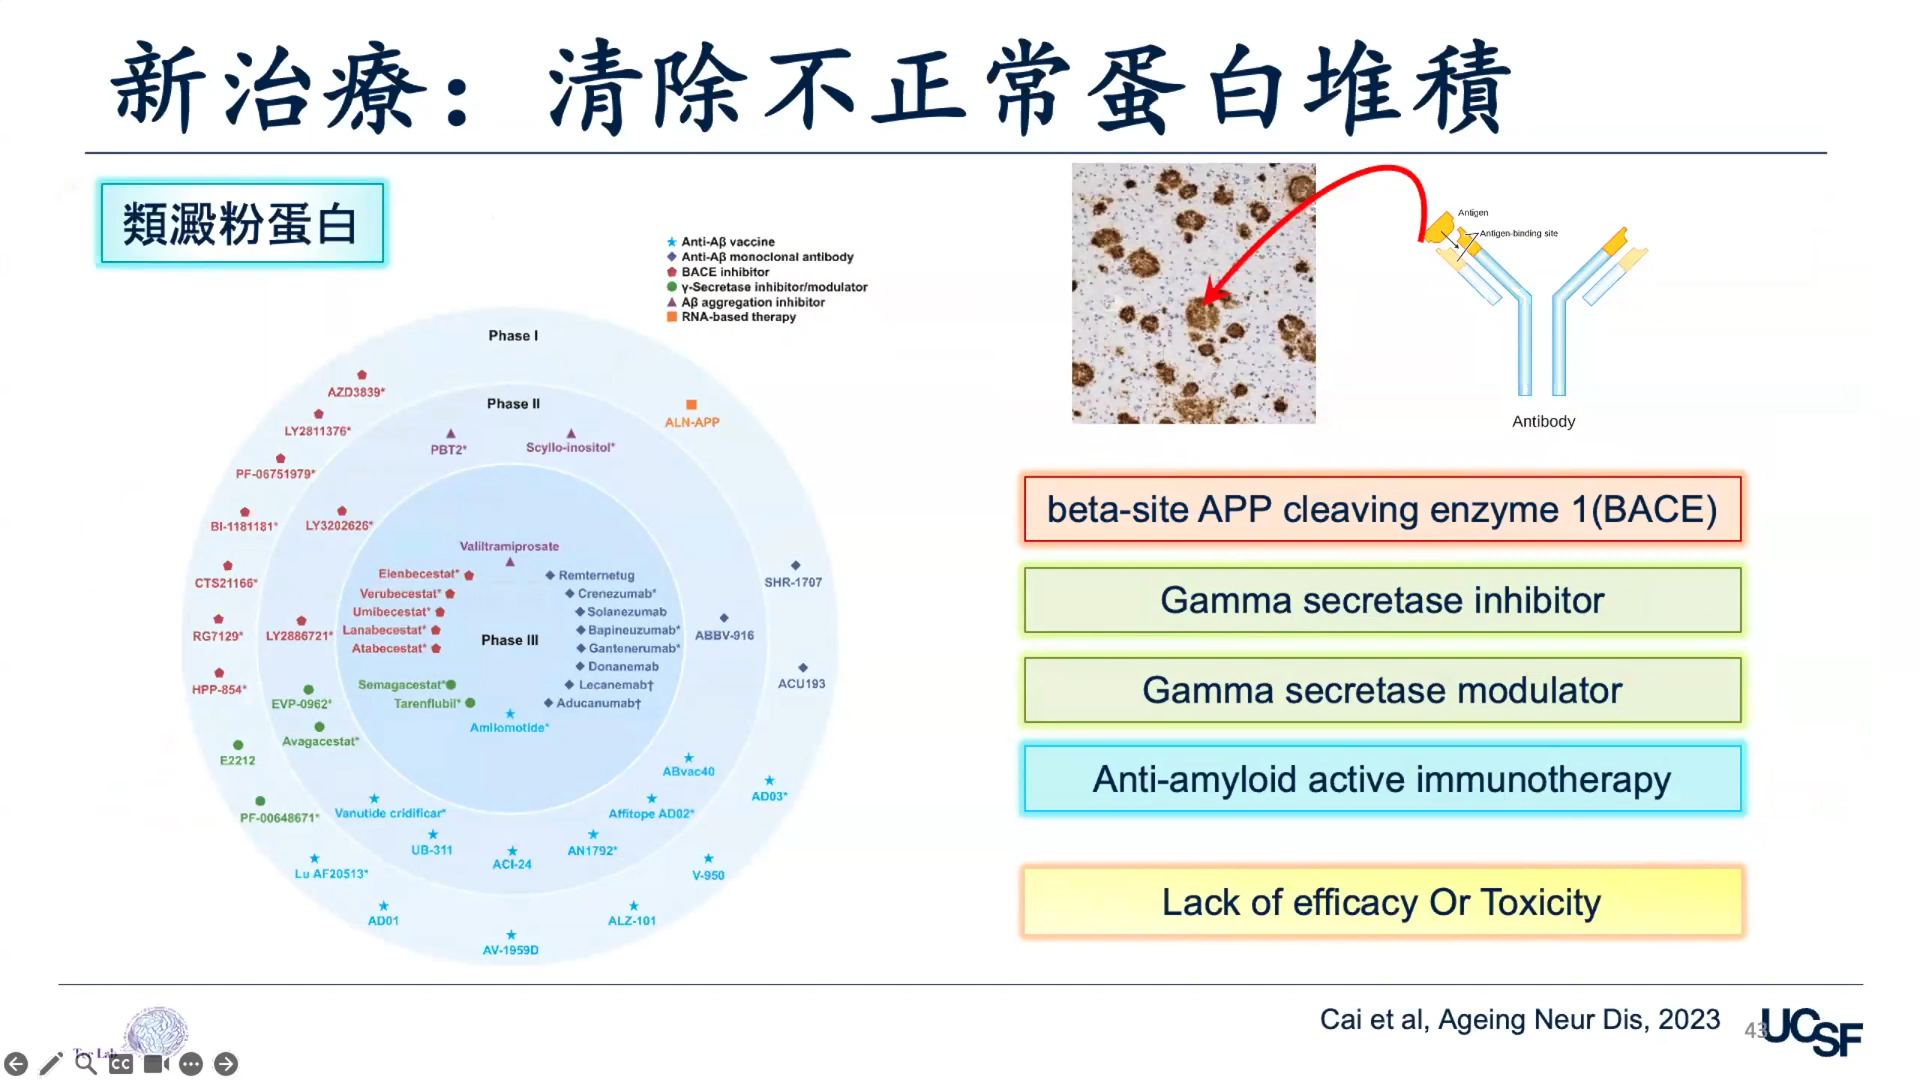 新治療：清除不正常蛋白堆積
類澱粉蛋白
Anti-Aβ vaccine
Anti-Aβ monoclonal antibody
BACE inhibitor
γ-Secretase inhibitor/modulator
Aβ aggregation inhibitor
RNA-based therapy
Phase I
AZD3839*
LY2811376*
PF-06751979*
BI-1181181*
CTS21166*
RG7129*
HPP-854*
E2212
PF-00648671*
Lu AF20513*
AD01
AV-1959D
ALZ-101
V-950
AD03*
ACU193
SHR-1707
ALN-APP
Phase II
PBT2*
Scyllo-inositol*
LY3202626*
LY2886721*
EVP-0962*
Avagacestat*
Vanutide cridificar*
UB-311
ACI-24
AN1792*
Affitope AD02*
ABvac40
ABBV-916
Phase III
Valiltramiprosate
Elenbecestat*
Verubecestat*
Umibecestat*
Lanabecestat*
Atabecestat*
Semagacestat*
Tarenflubil*
Amilomotide*
Remternetug
Crenezumab*
Solanezumab
Bapineuzumab*
Gantenerumab*
Donanemab
Lecanemab†
Aducanumab†
Antigen
Antigen-binding site
Antibody
beta-site APP cleaving enzyme 1(BACE)
Gamma secretase inhibitor
Gamma secretase modulator
Anti-amyloid active immunotherapy
Lack of efficacy Or Toxicity
Cai et al, Ageing Neur Dis, 2023
43
UCSF
CC